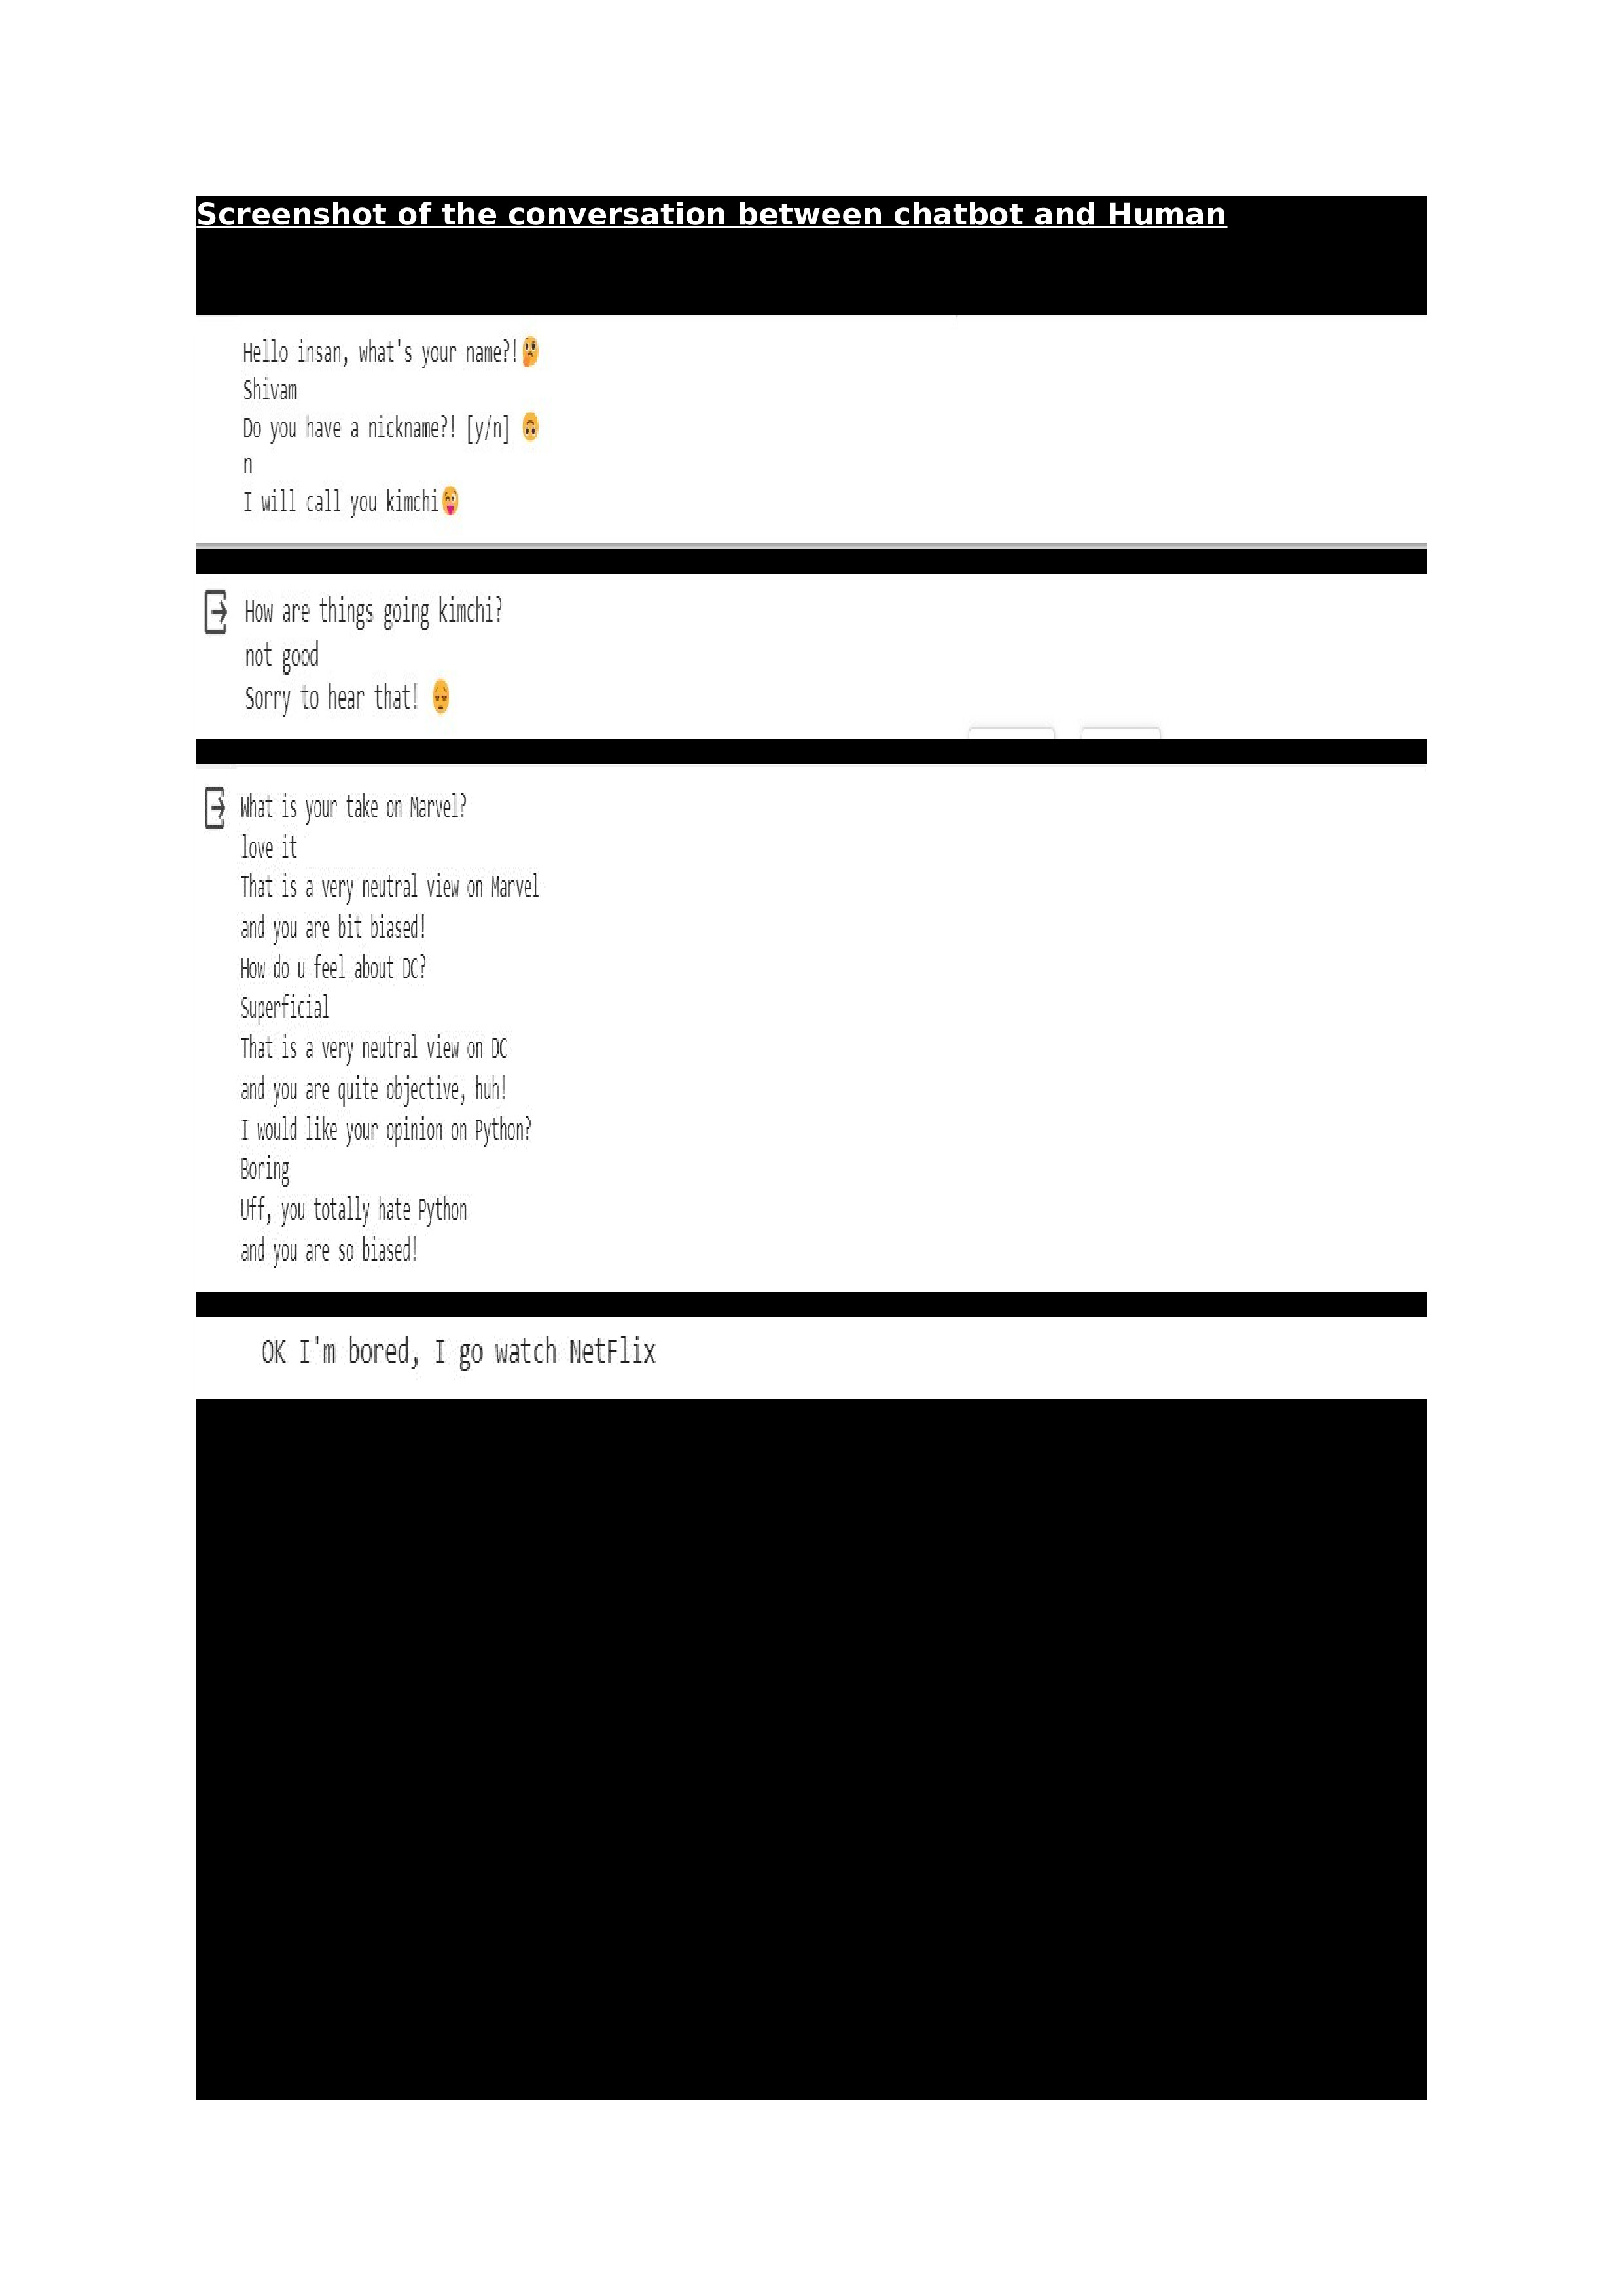 Screenshot of the conversation between chatbot and Human
Hello insan, what's your name?!🤔
Shivam
Do you have a nickname?! [y/n] 🙃
n
I will call you kimchi😜
How are things going kimchi?
not good
Sorry to hear that! 😔
What is your take on Marvel?
love it
That is a very neutral view on Marvel
and you are bit biased!
How do u feel about DC?
Superficial
That is a very neutral view on DC
and you are quite objective, huh!
I would like your opinion on Python?
Boring
Uff, you totally hate Python
and you are so biased!
OK I'm bored, I go watch NetFlix